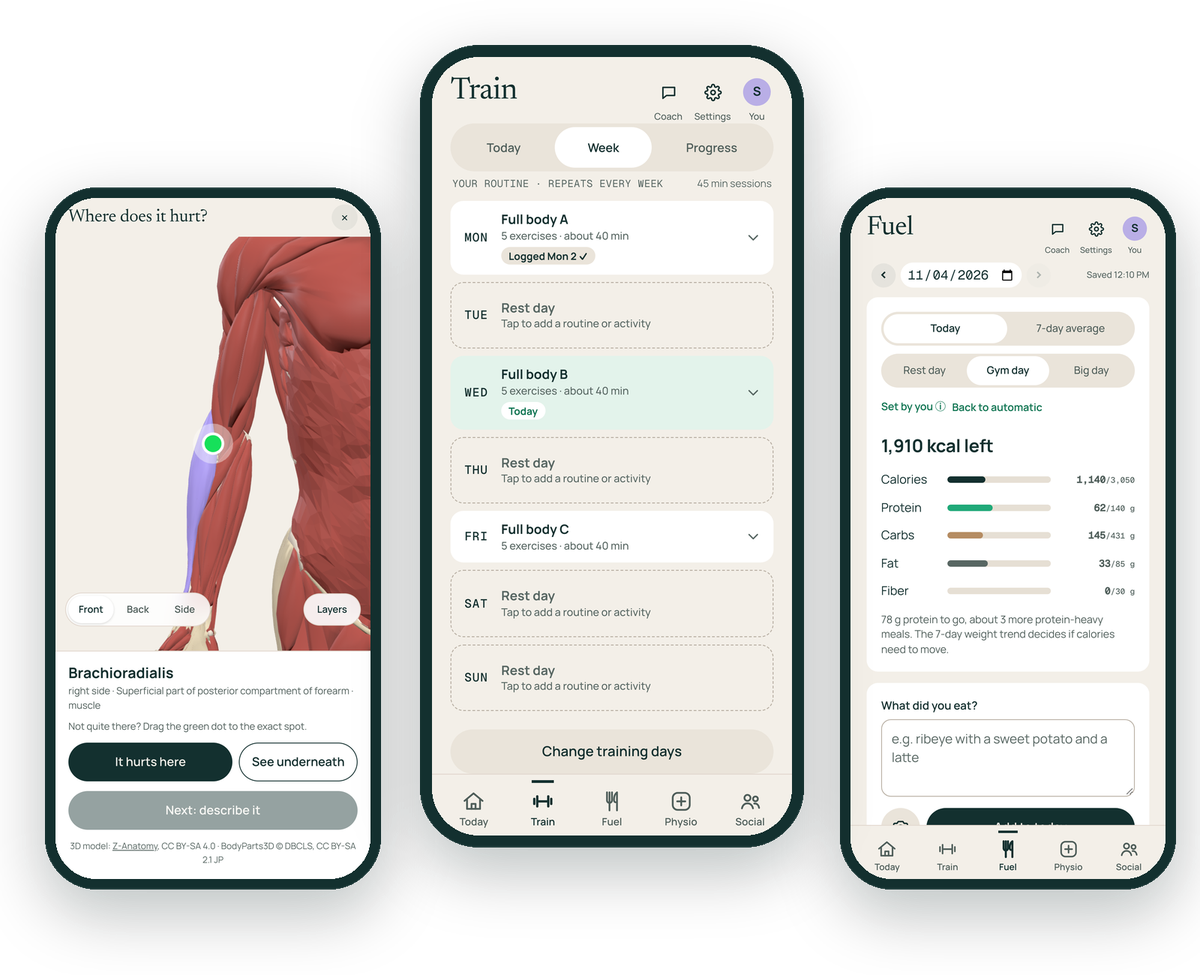 Where does it hurt?
×
Front Back Side
Layers
Brachioradialis
right side · Superficial part of posterior compartment of forearm ·
muscle
Not quite there? Drag the green dot to the exact spot.
It hurts here
See underneath
Next: describe it
3D model: Z-Anatomy, CC BY-SA 4.0 · BodyParts3D © DBCLS, CC BY-SA
2.1 JP
Train
S
Coach Settings You
Today Week Progress
YOUR ROUTINE · REPEATS EVERY WEEK 45 min sessions
MON
Full body A
5 exercises · about 40 min
Logged Mon 2 ✓
TUE
Rest day
Tap to add a routine or activity
WED
Full body B
5 exercises · about 40 min
Today
THU
Rest day
Tap to add a routine or activity
FRI
Full body C
5 exercises · about 40 min
SAT
Rest day
Tap to add a routine or activity
SUN
Rest day
Tap to add a routine or activity
Change training days
Today Train Fuel Physio Social
Fuel
S
Coach Settings You
11/04/2026
Saved 12:10 PM
Today 7-day average
Rest day Gym day Big day
Set by you ⓘ Back to automatic
1,910 kcal left
Calories 1,140/3,050
Protein 62/140 g
Carbs 145/431 g
Fat 33/85 g
Fiber 0/30 g
78 g protein to go, about 3 more protein-heavy
meals. The 7-day weight trend decides if calories
need to move.
What did you eat?
e.g. ribeye with a sweet potato and a
latte
Today Train Fuel Physio Social